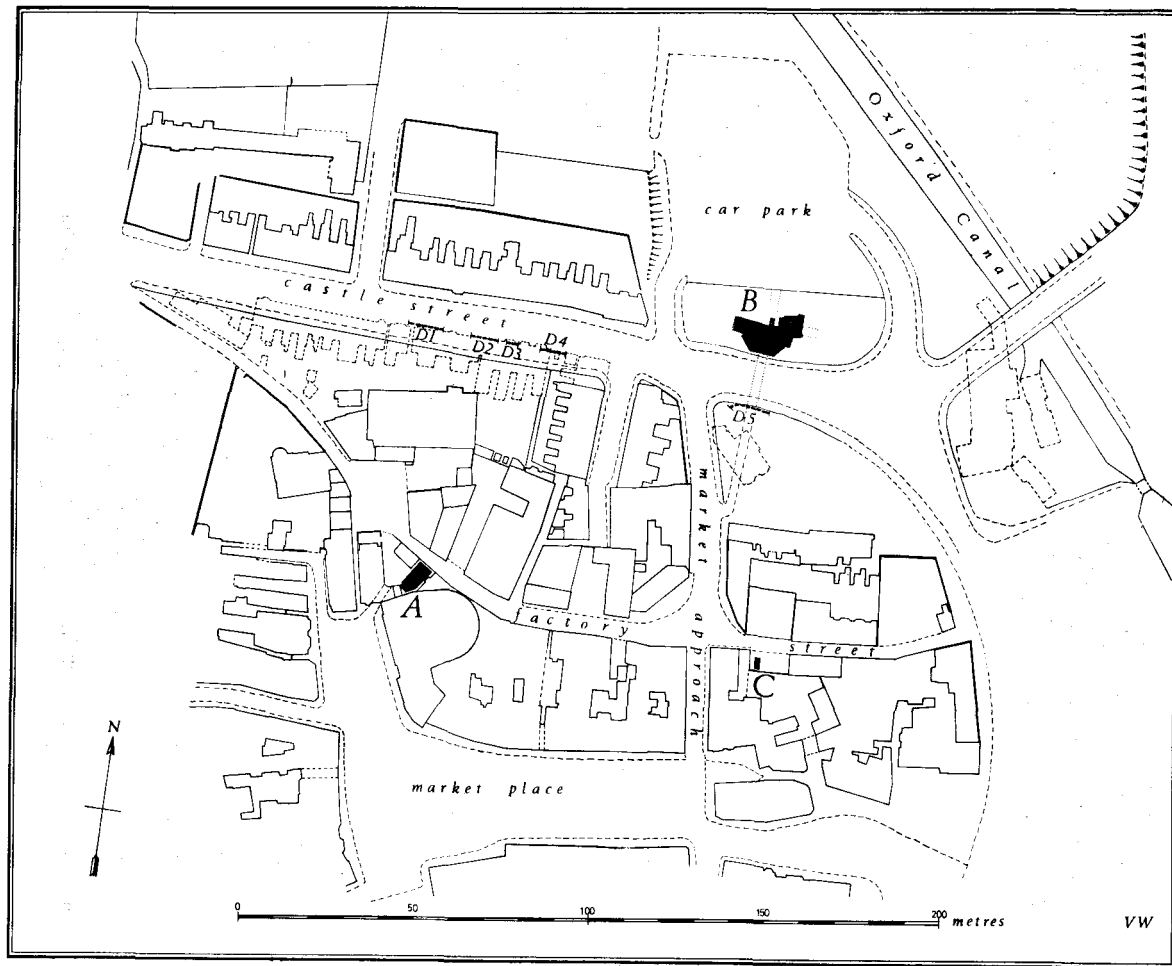 Oxford Canal
car park
B
castle street
D1
D2
D3
D4
D5
market approach
A
factory street
C
N
market place
0 50 100 150 200 metres
VW